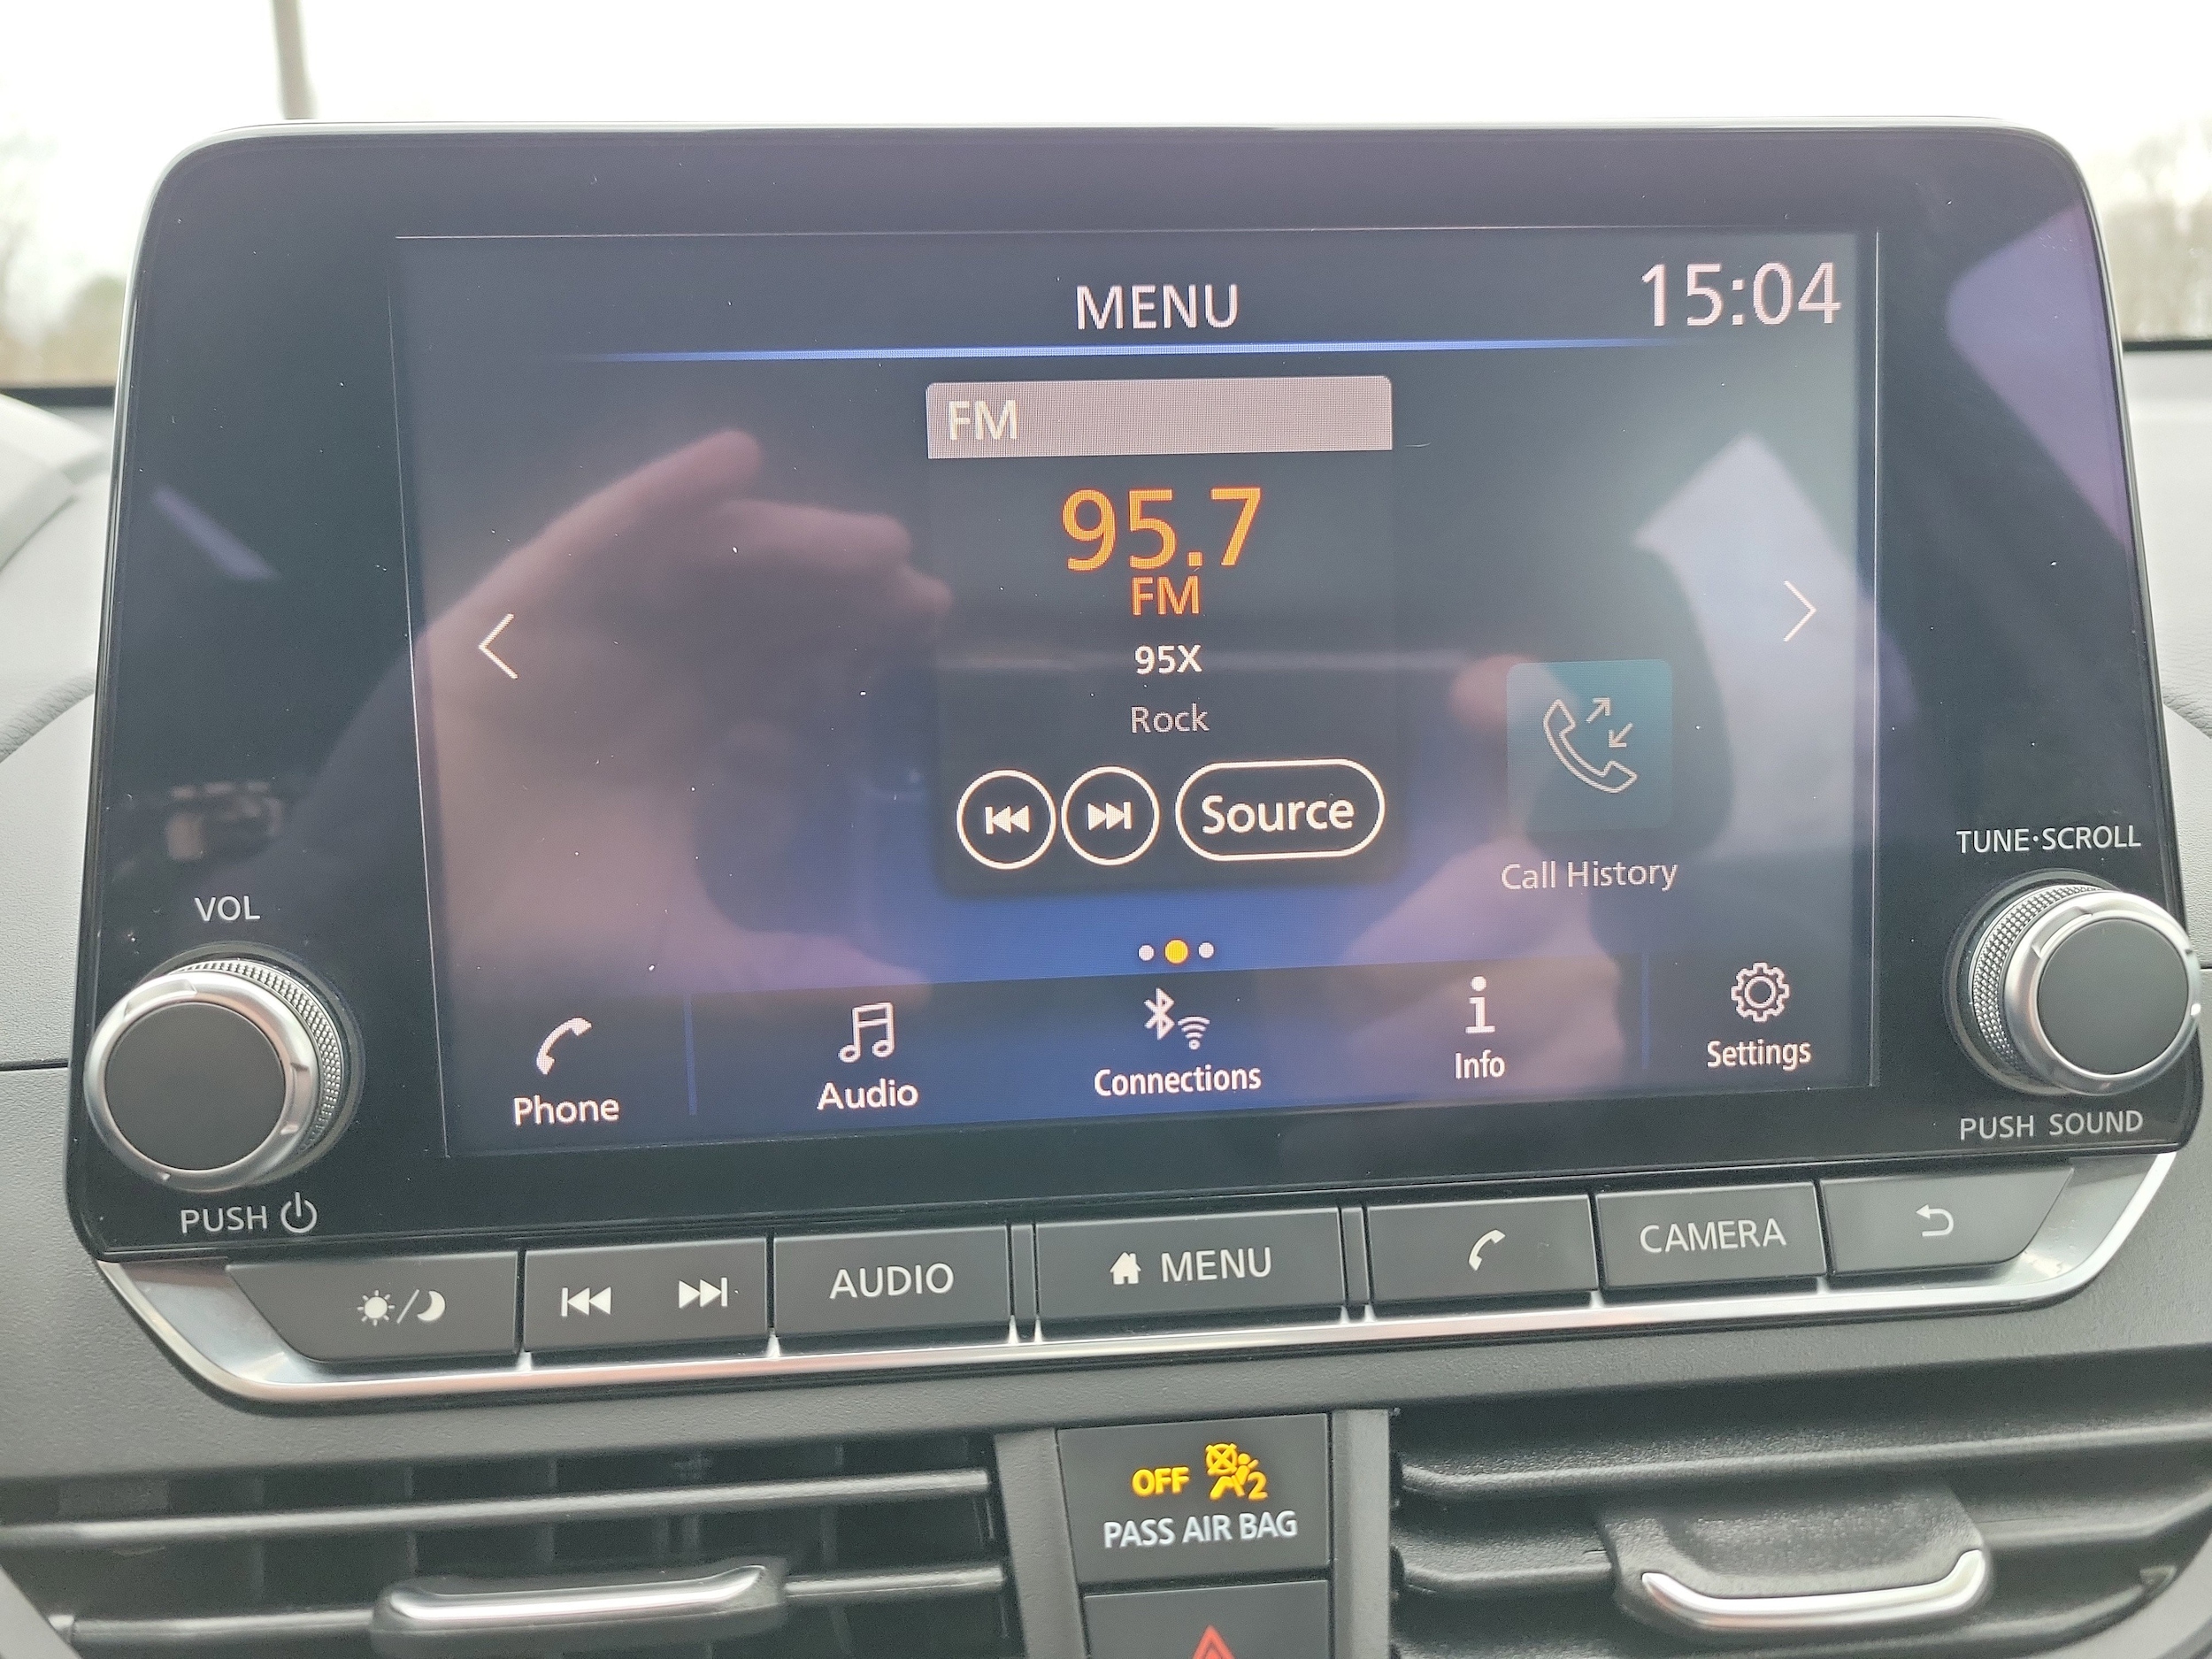 MENU
15:04
FM
95.7
FM
95X
Rock
Source
Call History
Phone
Audio
Connections
Info
Settings
VOL
PUSH
TUNE·SCROLL
PUSH SOUND
AUDIO
MENU
CAMERA
OFF 2
PASS AIR BAG